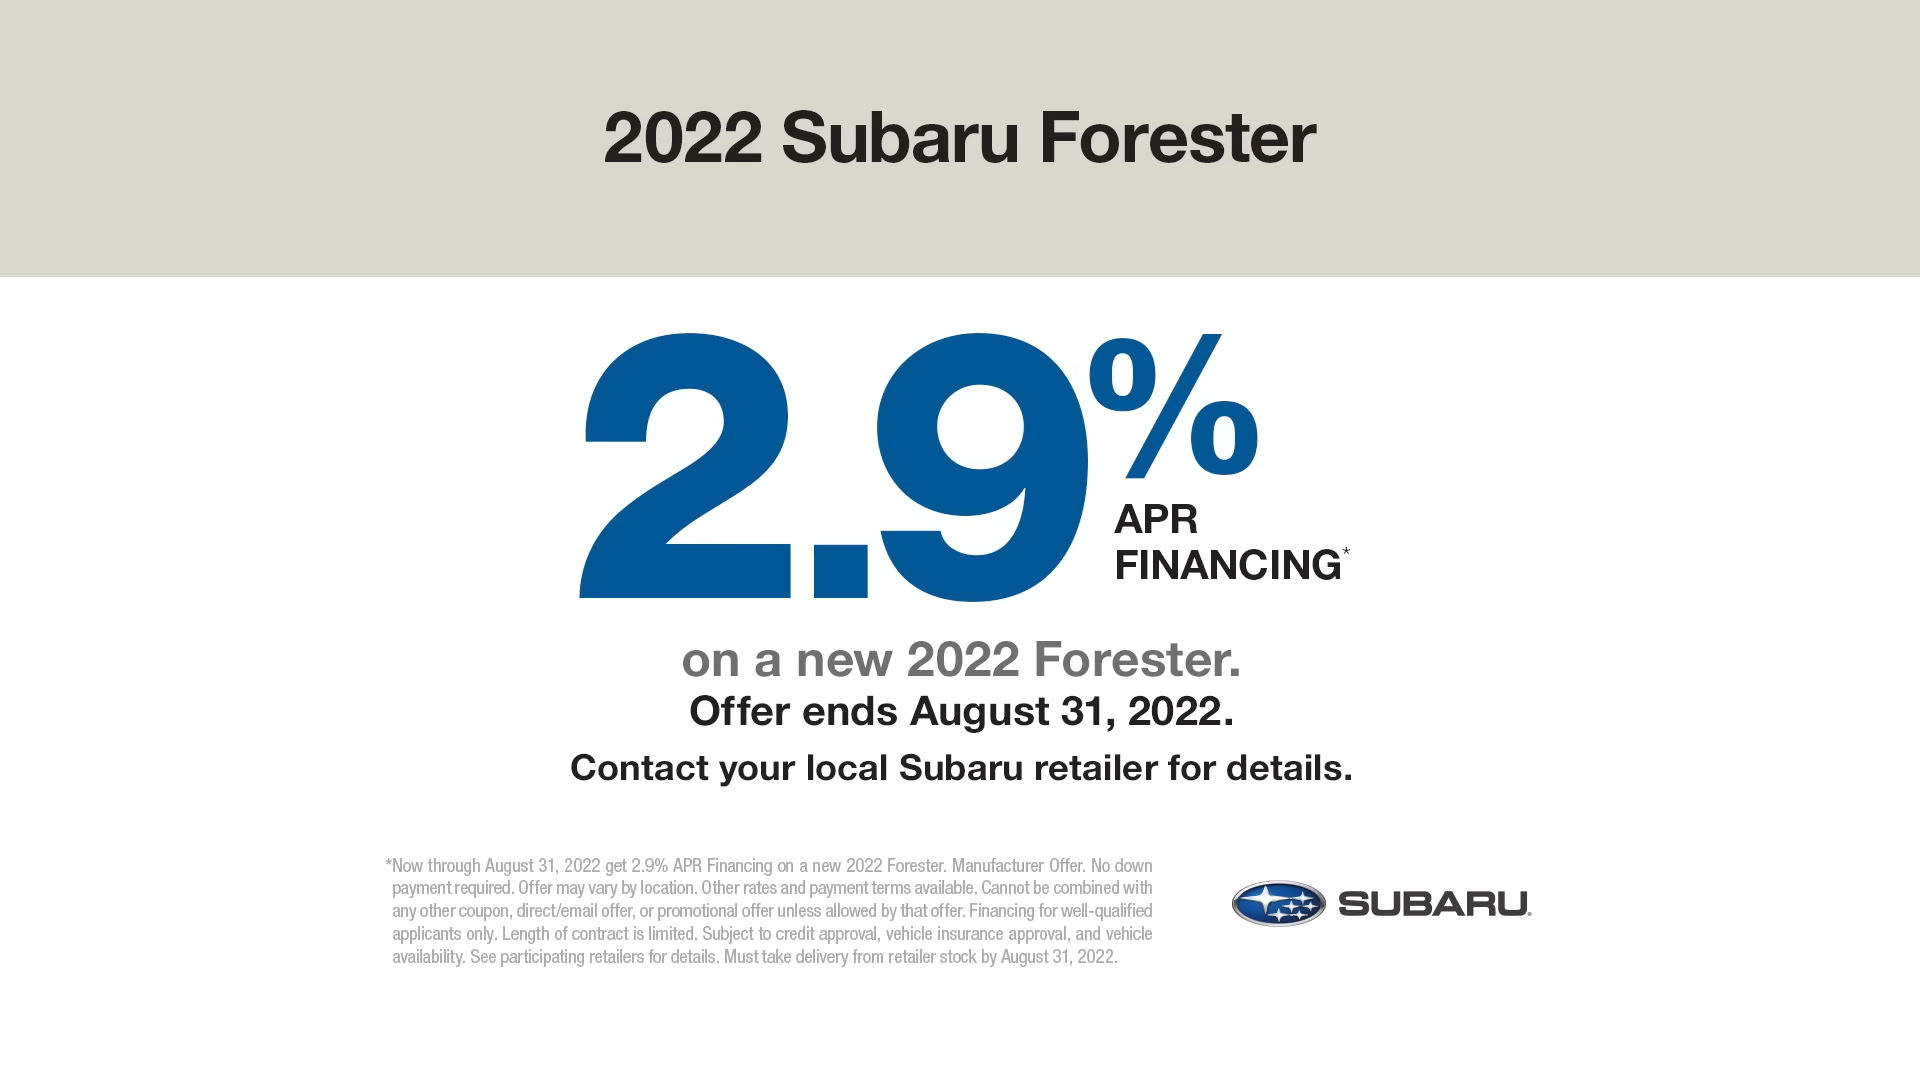 2022 Subaru Forester
2.9%
APR
FINANCING*
on a new 2022 Forester.
Offer ends August 31, 2022.
Contact your local Subaru retailer for details.
*Now through August 31, 2022 get 2.9% APR Financing on a new 2022 Forester. Manufacturer Offer. No down
payment required. Offer may vary by location. Other rates and payment terms available. Cannot be combined with
any other coupon, direct/email offer, or promotional offer unless allowed by that offer. Financing for well-qualified
applicants only. Length of contract is limited. Subject to credit approval, vehicle insurance approval, and vehicle
availability. See participating retailers for details. Must take delivery from retailer stock by August 31, 2022.
SUBARU®